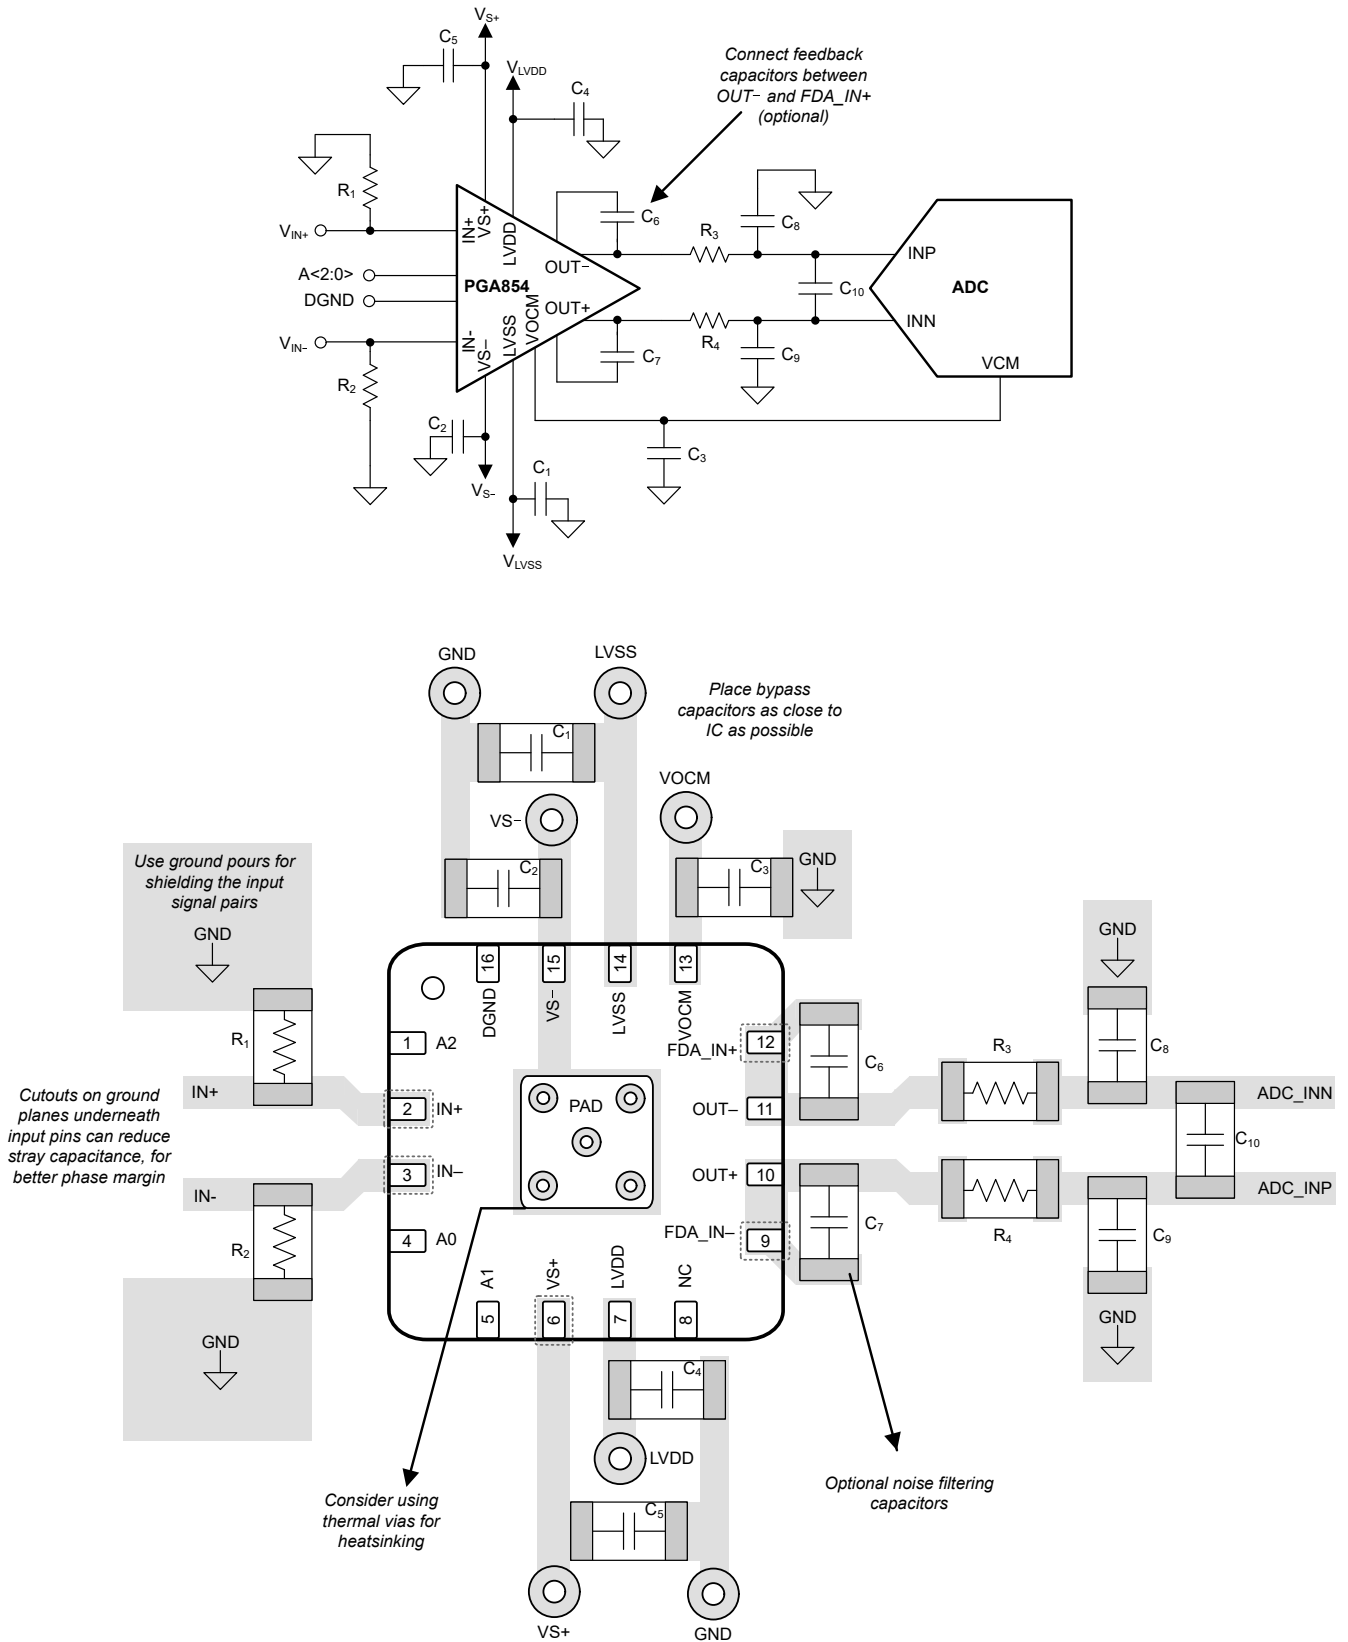 VS+
C5
VLVDD
C4
Connect feedback
capacitors between
OUT− and FDA_IN+
(optional)
R1
VIN+
IN+
VS+
LVDD
C6
C8
R3
A<2:0>
DGND
PGA854
OUT−
OUT+
C10
INP
ADC
INN
VIN−
IN-
VS−
LVSS
VOCM
R2
C7
R4
C9
VCM
C2
C3
VS−
C1
VLVSS
GND
LVSS
C1
Place bypass
capacitors as close to
IC as possible
VS−
VOCM
C2
C3
GND
Use ground pours for
shielding the input
signal pairs
GND
GND
16
15
14
13
DGND
VS−
LVSS
VOCM
R1
1
A2
FDA_IN+
12
C6
R3
C8
IN+
Cutouts on ground
planes underneath
input pins can reduce
stray capacitance, for
better phase margin
2
IN+
PAD
OUT–
11
ADC_INN
C10
3
IN–
OUT+
10
IN-
ADC_INP
4
A0
FDA_IN–
9
C7
R4
C9
R2
A1
VS+
LVDD
NC
5
6
7
8
GND
GND
C4
LVDD
Consider using
thermal vias for
heatsinking
C5
Optional noise filtering
capacitors
VS+
GND